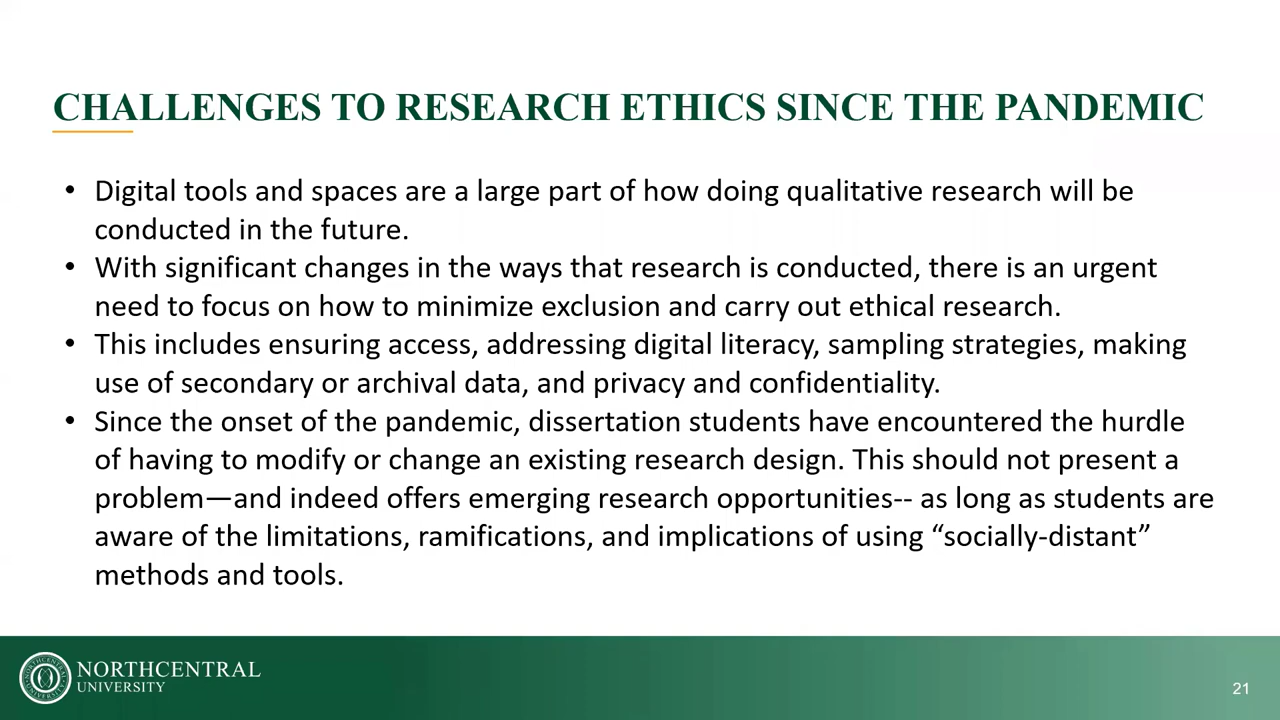 CHALLENGES TO RESEARCH ETHICS SINCE THE PANDEMIC
• Digital tools and spaces are a large part of how doing qualitative research will be
conducted in the future.
• With significant changes in the ways that research is conducted, there is an urgent
need to focus on how to minimize exclusion and carry out ethical research.
• This includes ensuring access, addressing digital literacy, sampling strategies, making
use of secondary or archival data, and privacy and confidentiality.
• Since the onset of the pandemic, dissertation students have encountered the hurdle
of having to modify or change an existing research design. This should not present a
problem—and indeed offers emerging research opportunities-- as long as students are
aware of the limitations, ramifications, and implications of using “socially-distant”
methods and tools.
NORTHCENTRAL
UNIVERSITY
21